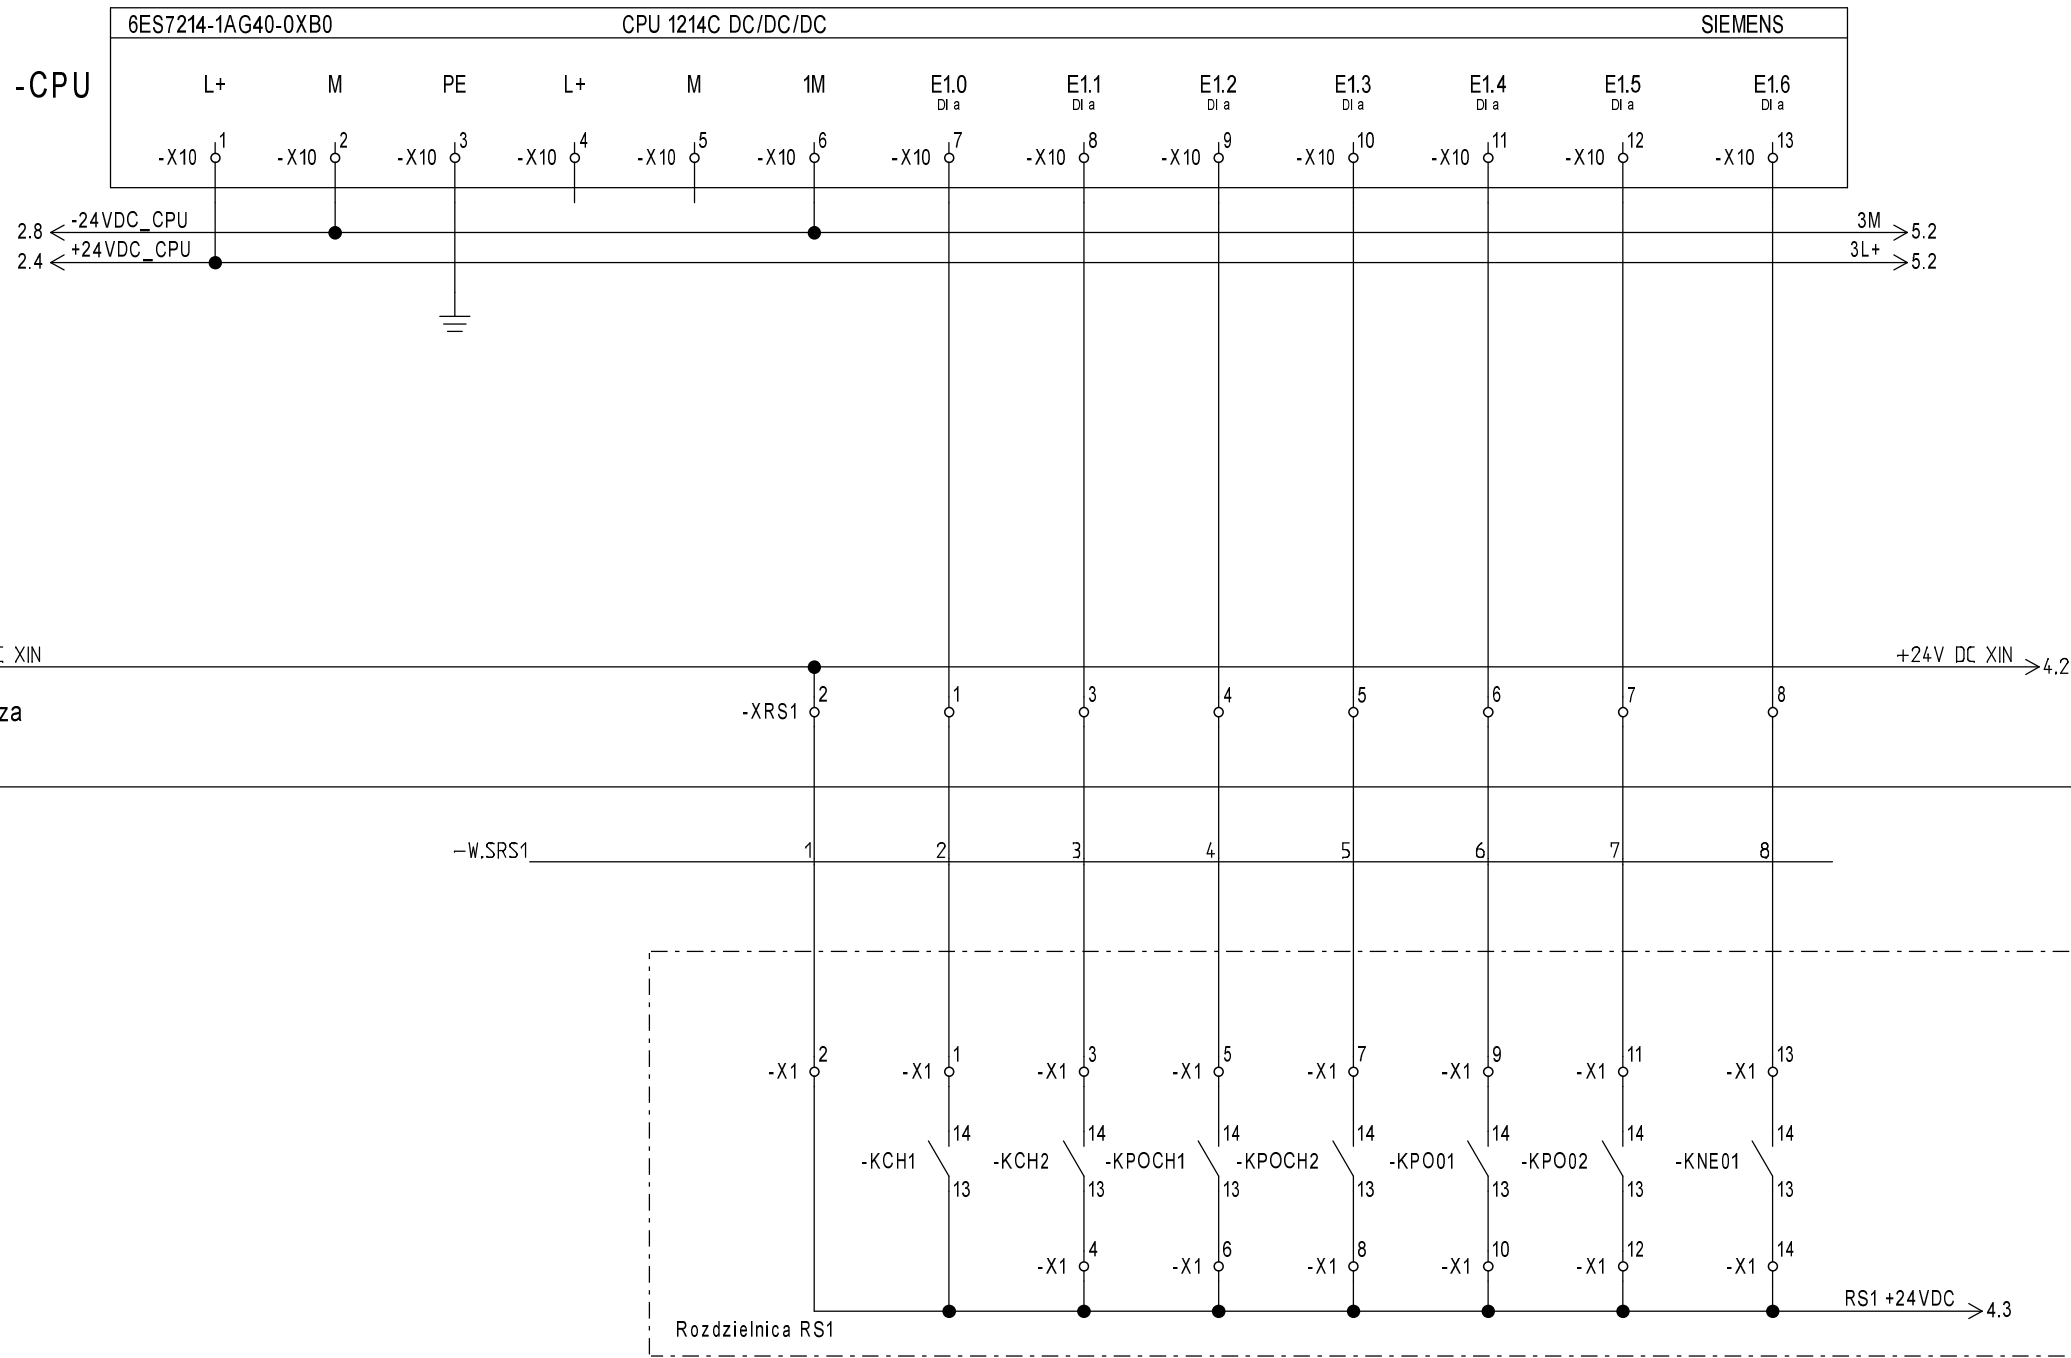 6ES7214-1AG40-0XB0 CPU 1214C DC/DC/DC SIEMENS
-CPU L+ M PE L+ M 1M E1.0 E1.1 E1.2 E1.3 E1.4 E1.5 E1.6
DI a DI a DI a DI a DI a DI a DI a
1 2 3 4 5 6 7 8 9 10 11 12 13
-X10 -X10 -X10 -X10 -X10 -X10 -X10 -X10 -X10 -X10 -X10 -X10 -X10
2.8 -24VDC_CPU 3M 5.2
2.4 +24VDC_CPU 3L+ 5.2
XIN +24V DC XIN 4.2
2 1 3 4 5 6 7 8
za -XRS1
-W.SRS1 1 2 3 4 5 6 7 8
2 1 3 5 7 9 11 13
-X1 -X1 -X1 -X1 -X1 -X1 -X1 -X1
14 14 14 14 14 14 14
-KCH1 -KCH2 -KPOCH1 -KPOCH2 -KPO01 -KPO02 -KNE01
13 13 13 13 13 13 13
4 6 8 10 12 14
-X1 -X1 -X1 -X1 -X1 -X1
RS1 +24VDC 4.3
Rozdzielnica RS1